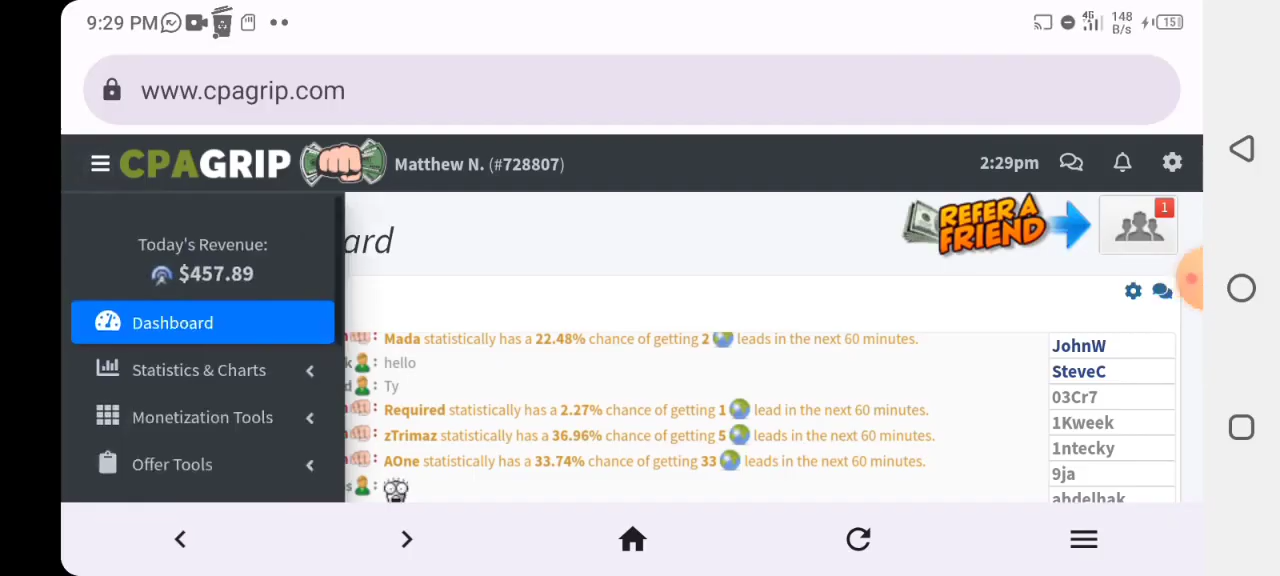 9:29 PM
4G 148 B/s 15
www.cpagrip.com
CPAGRIP Matthew N. (#728807) 2:29pm
Today's Revenue:
$457.89
Dashboard
Statistics & Charts
Monetization Tools
Offer Tools
ard
REFER A FRIEND
1
Mada statistically has a 22.48% chance of getting 2 leads in the next 60 minutes.
k : hello
d : Ty
Required statistically has a 2.27% chance of getting 1 lead in the next 60 minutes.
zTrimaz statistically has a 36.96% chance of getting 5 leads in the next 60 minutes.
AOne statistically has a 33.74% chance of getting 33 leads in the next 60 minutes.
s :
JohnW
SteveC
03Cr7
1Kweek
1ntecky
9ja
abdelhak